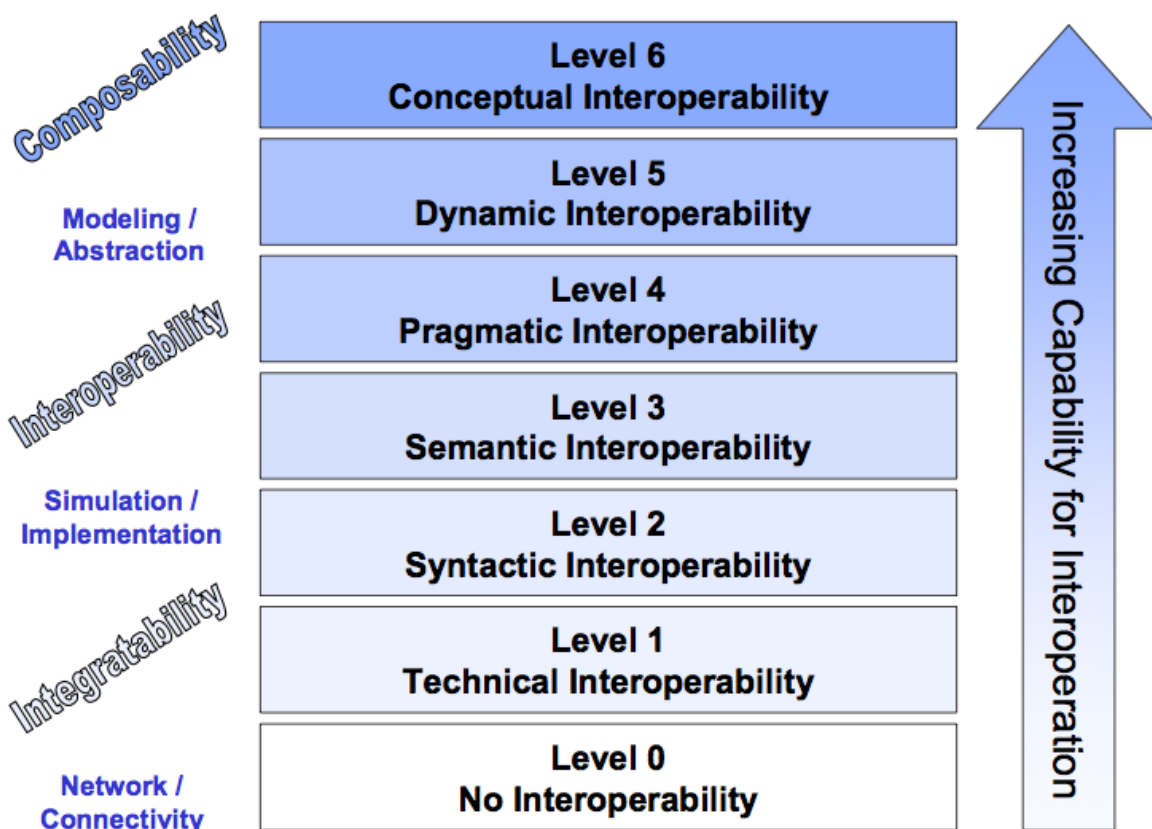 Composability
Level 6
Conceptual Interoperability
Level 5
Dynamic Interoperability
Modeling /
Abstraction
Level 4
Pragmatic Interoperability
Interoperability
Level 3
Semantic Interoperability
Simulation /
Implementation
Level 2
Syntactic Interoperability
Integratability
Level 1
Technical Interoperability
Network /
Connectivity
Level 0
No Interoperability
Increasing Capability for Interoperation